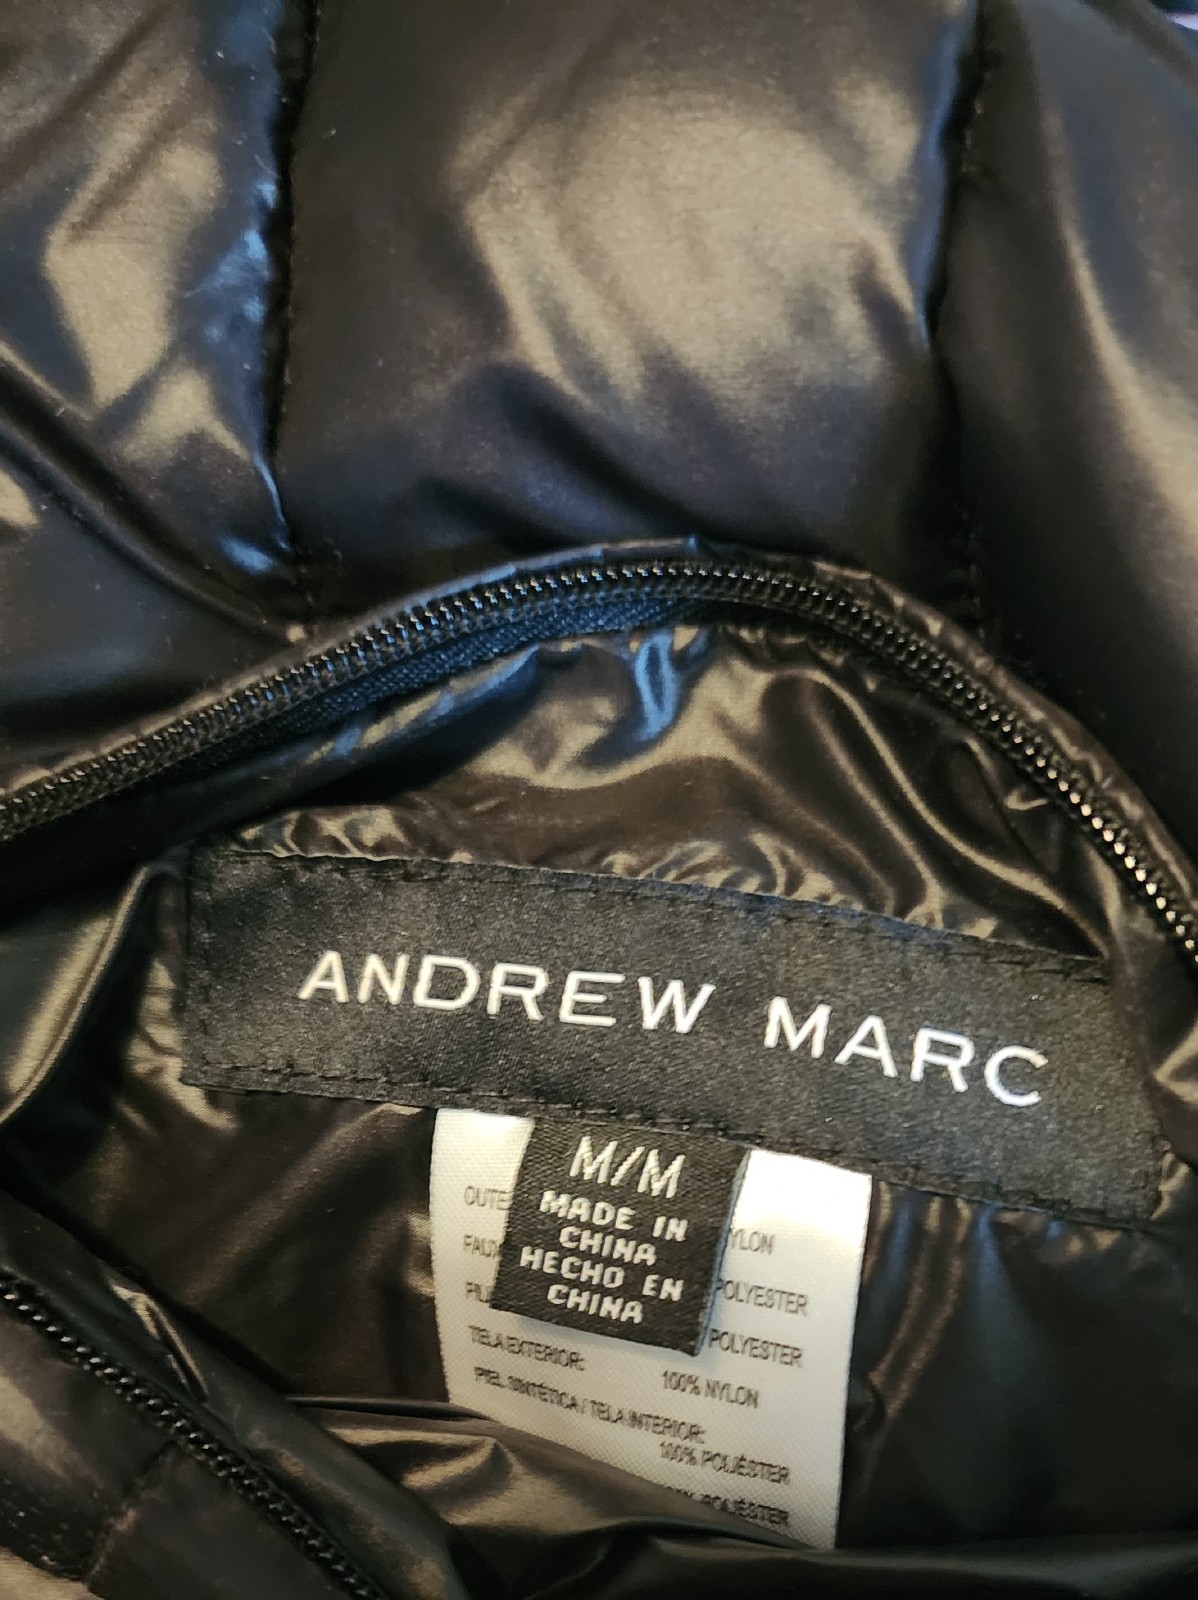 ANDREW MARC
M/M
MADE IN
CHINA
HECHO EN
CHINA
POLYESTER
POLYESTER
TELA EXTERIOR:
100% NYLON
PIEL SINTÉTICA / TELA INTERIOR:
100% POLIÉSTER
POLIÉSTER